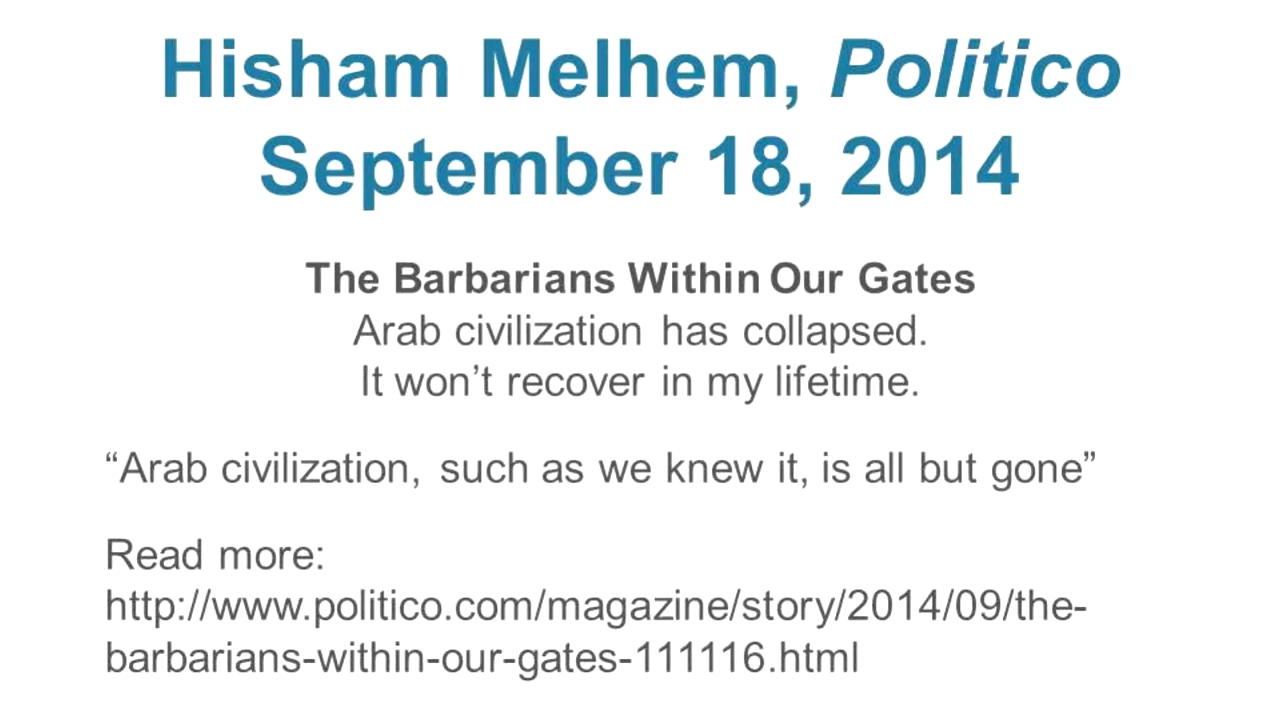 Hisham Melhem, Politico
September 18, 2014
The Barbarians Within Our Gates
Arab civilization has collapsed.
It won’t recover in my lifetime.
“Arab civilization, such as we knew it, is all but gone”
Read more:
http://www.politico.com/magazine/story/2014/09/the-
barbarians-within-our-gates-111116.html